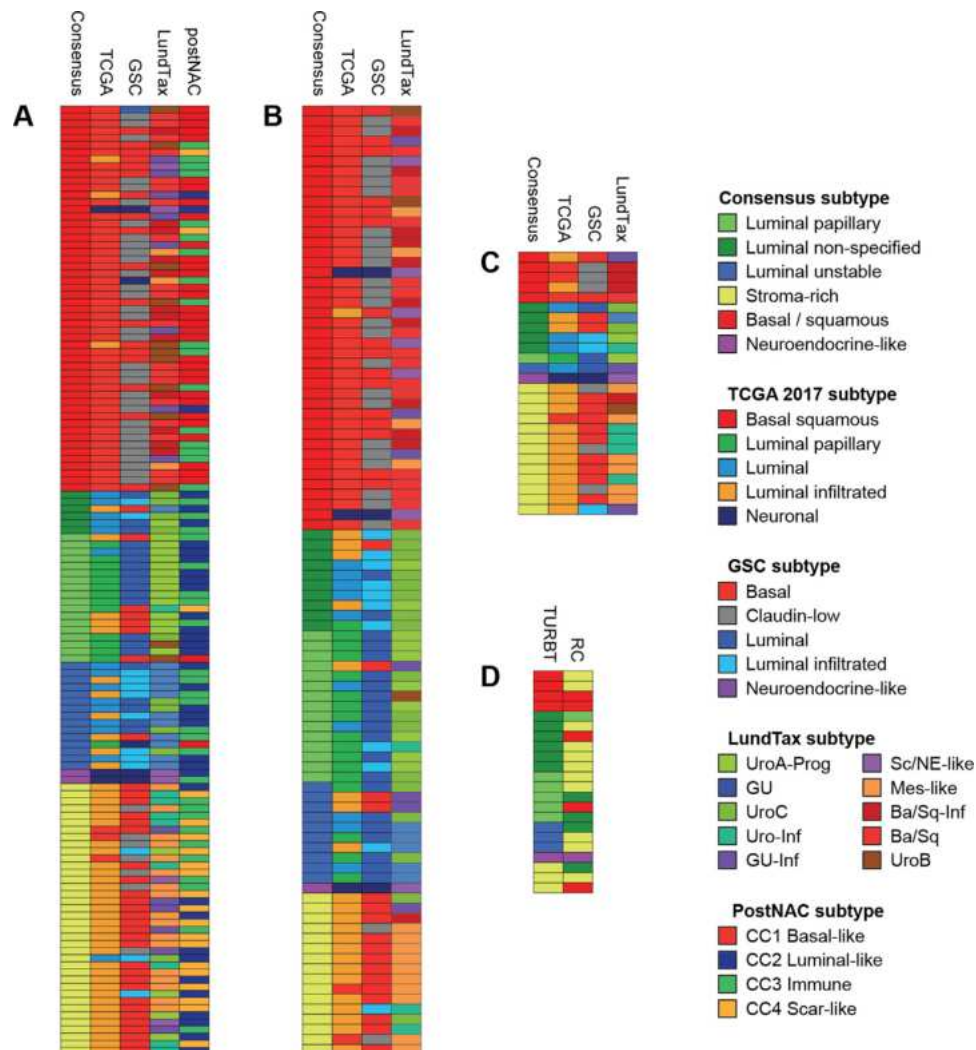 Consensus
TCGA
GSC
LundTax
postNAC
A
Consensus
TCGA
GSC
LundTax
B
Consensus
TCGA
GSC
LundTax
C
TURBT
RC
D
Consensus subtype
Luminal papillary
Luminal non-specified
Luminal unstable
Stroma-rich
Basal / squamous
Neuroendocrine-like
TCGA 2017 subtype
Basal squamous
Luminal papillary
Luminal
Luminal infiltrated
Neuronal
GSC subtype
Basal
Claudin-low
Luminal
Luminal infiltrated
Neuroendocrine-like
LundTax subtype
UroA-Prog
GU
UroC
Uro-Inf
GU-Inf
Sc/NE-like
Mes-like
Ba/Sq-Inf
Ba/Sq
UroB
PostNAC subtype
CC1 Basal-like
CC2 Luminal-like
CC3 Immune
CC4 Scar-like